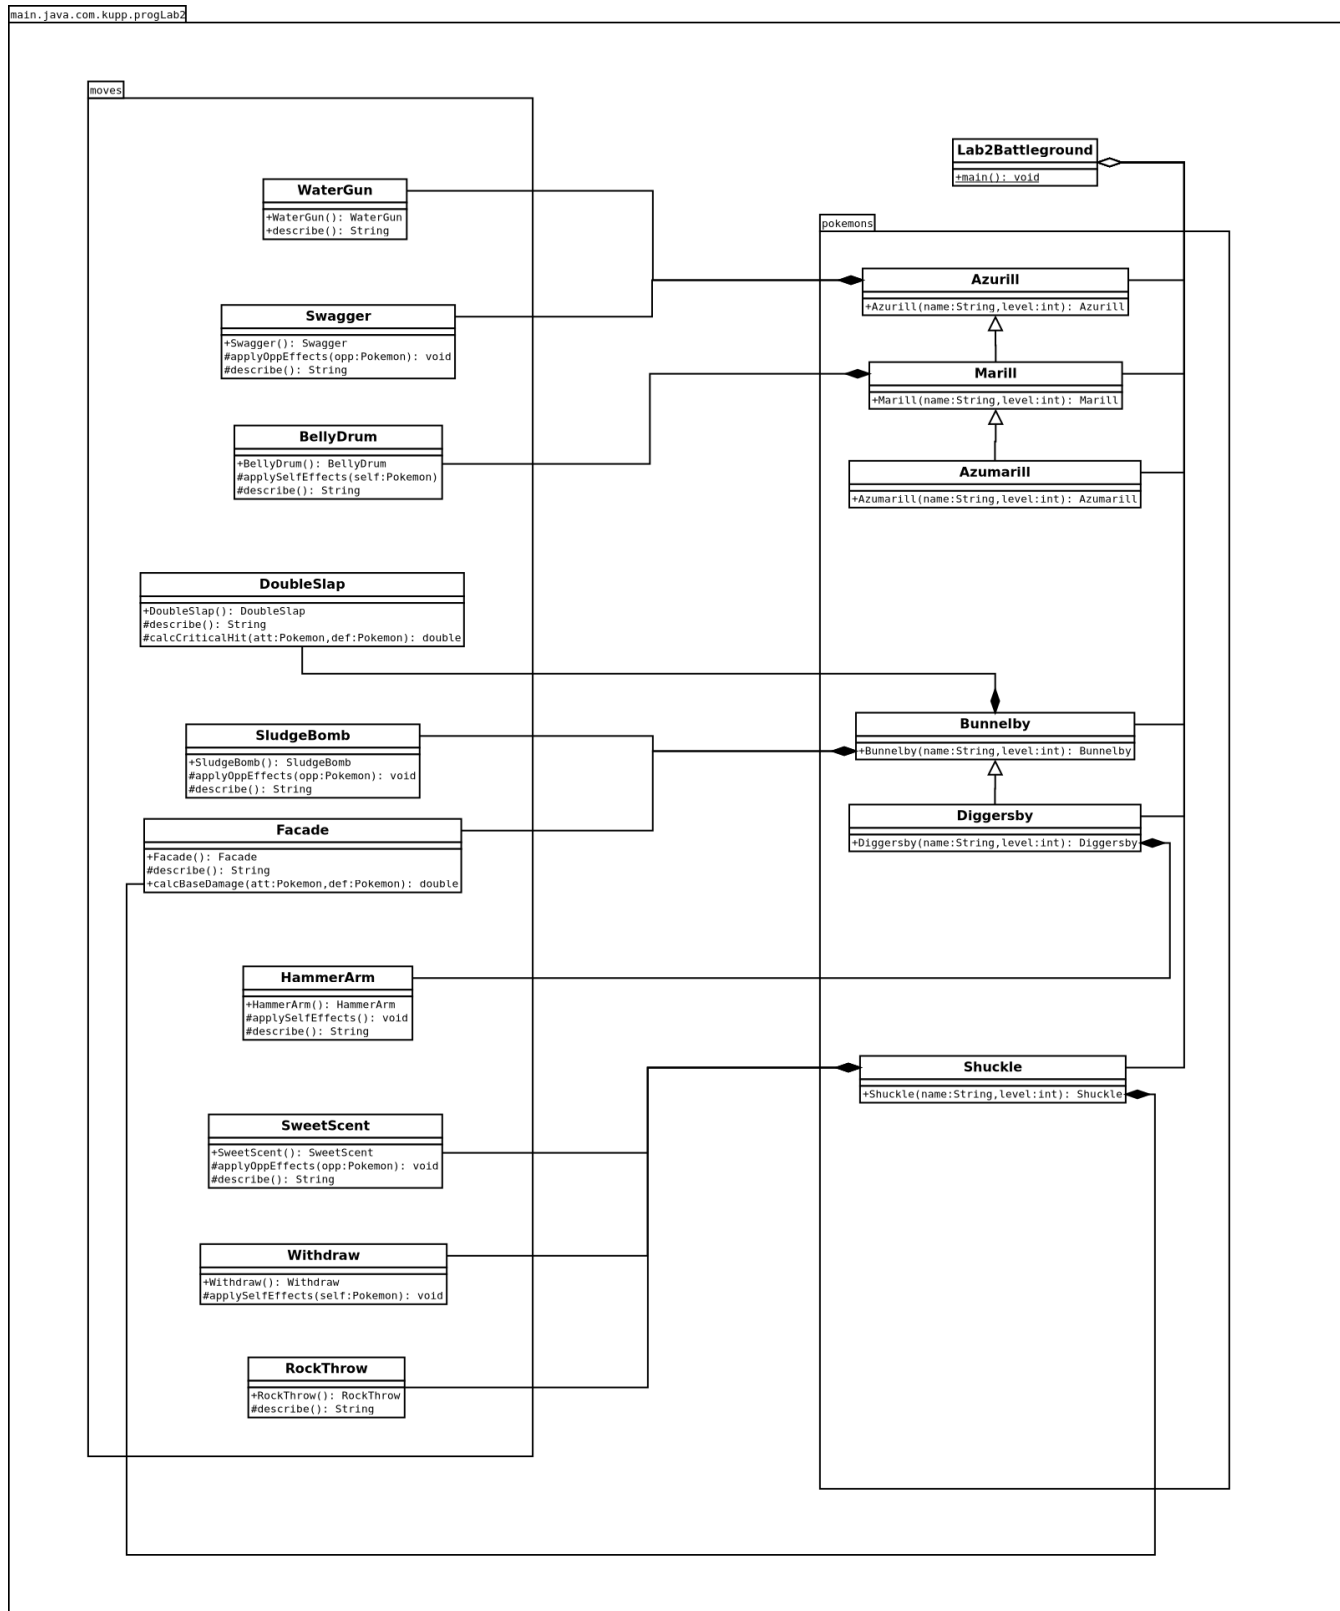 main.java.com.kupp.progLab2
moves
WaterGun
+WaterGun(): WaterGun
+describe(): String
Swagger
+Swagger(): Swagger
#applyOppEffects(opp:Pokemon): void
#describe(): String
BellyDrum
+BellyDrum(): BellyDrum
#applySelfEffects(self:Pokemon)
#describe(): String
DoubleSlap
+DoubleSlap(): DoubleSlap
#describe(): String
#calcCriticalHit(att:Pokemon,def:Pokemon): double
SludgeBomb
+SludgeBomb(): SludgeBomb
#applyOppEffects(opp:Pokemon): void
#describe(): String
Facade
+Facade(): Facade
#describe(): String
+calcBaseDamage(att:Pokemon,def:Pokemon): double
HammerArm
+HammerArm(): HammerArm
#applySelfEffects(): void
#describe(): String
SweetScent
+SweetScent(): SweetScent
#applyOppEffects(opp:Pokemon): void
#describe(): String
Withdraw
+Withdraw(): Withdraw
#applySelfEffects(self:Pokemon): void
RockThrow
+RockThrow(): RockThrow
#describe(): String
Lab2Battleground
+main(): void
pokemons
Azurill
+Azurill(name:String,level:int): Azurill
Marill
+Marill(name:String,level:int): Marill
Azumarill
+Azumarill(name:String,level:int): Azumarill
Bunnelby
+Bunnelby(name:String,level:int): Bunnelby
Diggersby
+Diggersby(name:String,level:int): Diggersby
Shuckle
+Shuckle(name:String,level:int): Shuckle